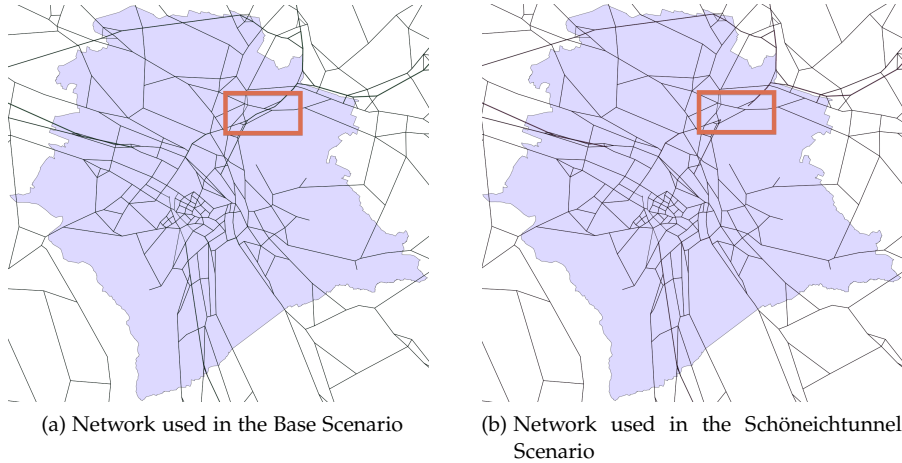 (a) Network used in the Base Scenario
(b) Network used in the Schöneichtunnel
Scenario